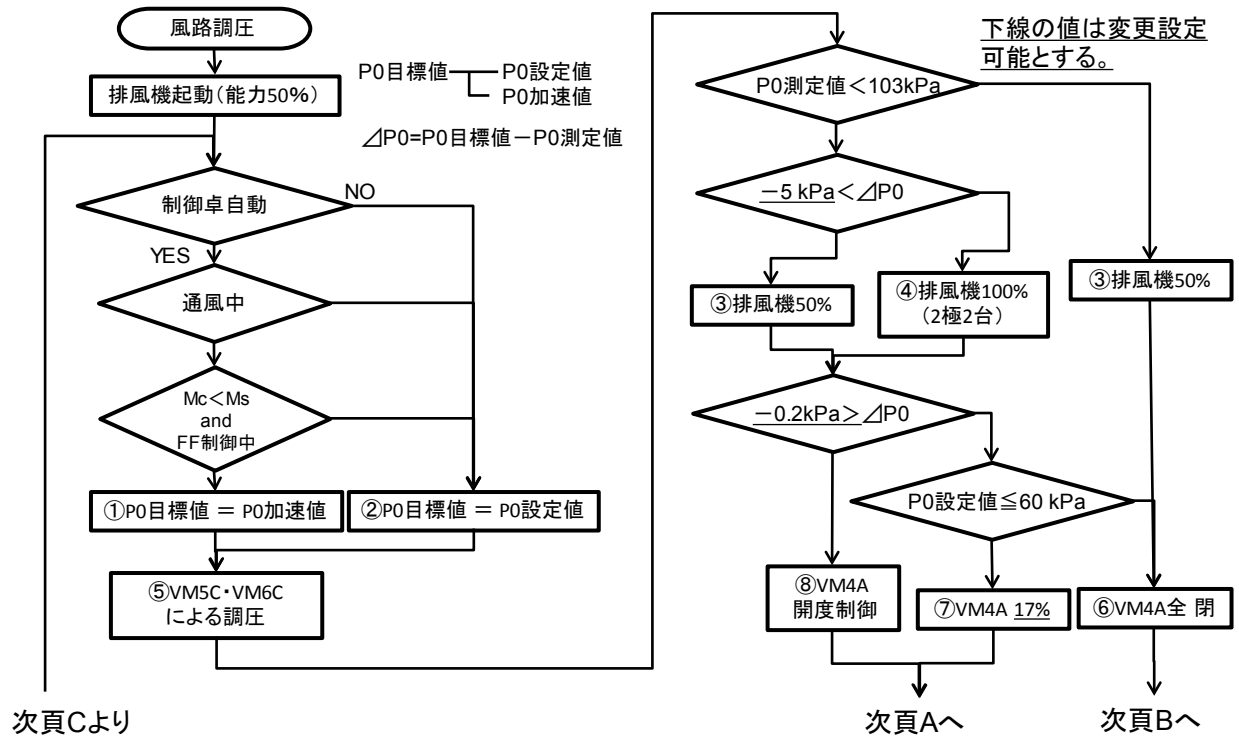 風路調圧
排風機起動(能力50%)
P0目標値
P0設定値
P0加速値
⊿P0=P0目標値－P0測定値
制御卓自動
NO
YES
通風中
Mc＜Ms
and
FF制御中
①P0目標値 ＝ P0加速値
②P0目標値 ＝ P0設定値
⑤VM5C・VM6C
による調圧
次頁Cより
下線の値は変更設定
可能とする。
P0測定値＜103kPa
－5 kPa＜⊿P0
③排風機50%
④排風機100%
（2極2台）
③排風機50%
－0.2kPa＞⊿P0
P0設定値≦60 kPa
⑧VM4A
開度制御
⑦VM4A 17%
⑥VM4A全 閉
次頁Aへ
次頁Bへ